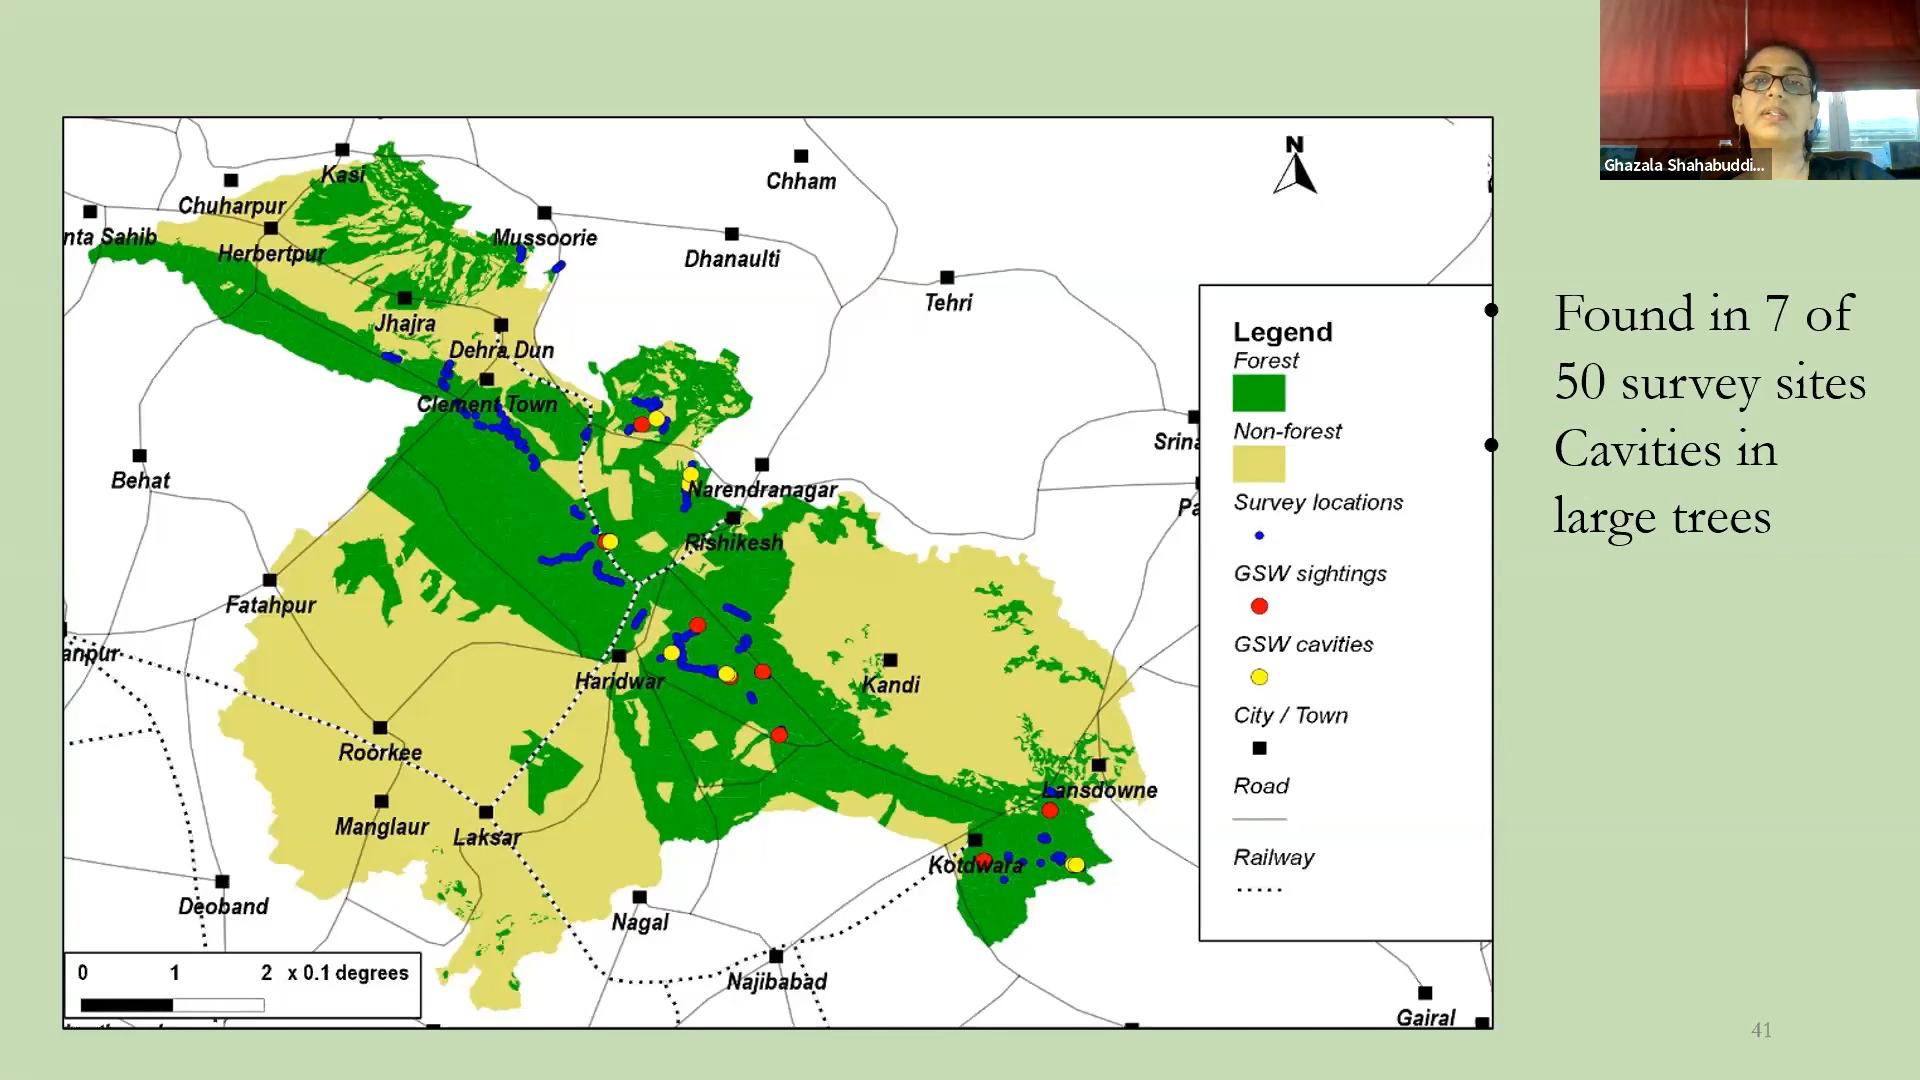 Ghazala Shahabuddi...
N
Kasi
Chham
Chuharpur
nta Sahib
Herbertpur
Mussoorie
Dhanaulti
Tehri
Jhajra
Dehra Dun
Clement Town
Srina
Behat
Narendranagar
Pa
Rishikesh
Fatahpur
anpur
Haridwar
Kandi
Roorkee
Lansdowne
Manglaur
Laksar
Kotdwara
Deoband
Nagal
Najibabad
Gairal
0 1 2 x 0.1 degrees
Legend
Forest
Non-forest
Survey locations
GSW sightings
GSW cavities
City / Town
Road
Railway
Found in 7 of
50 survey sites
Cavities in
large trees
41